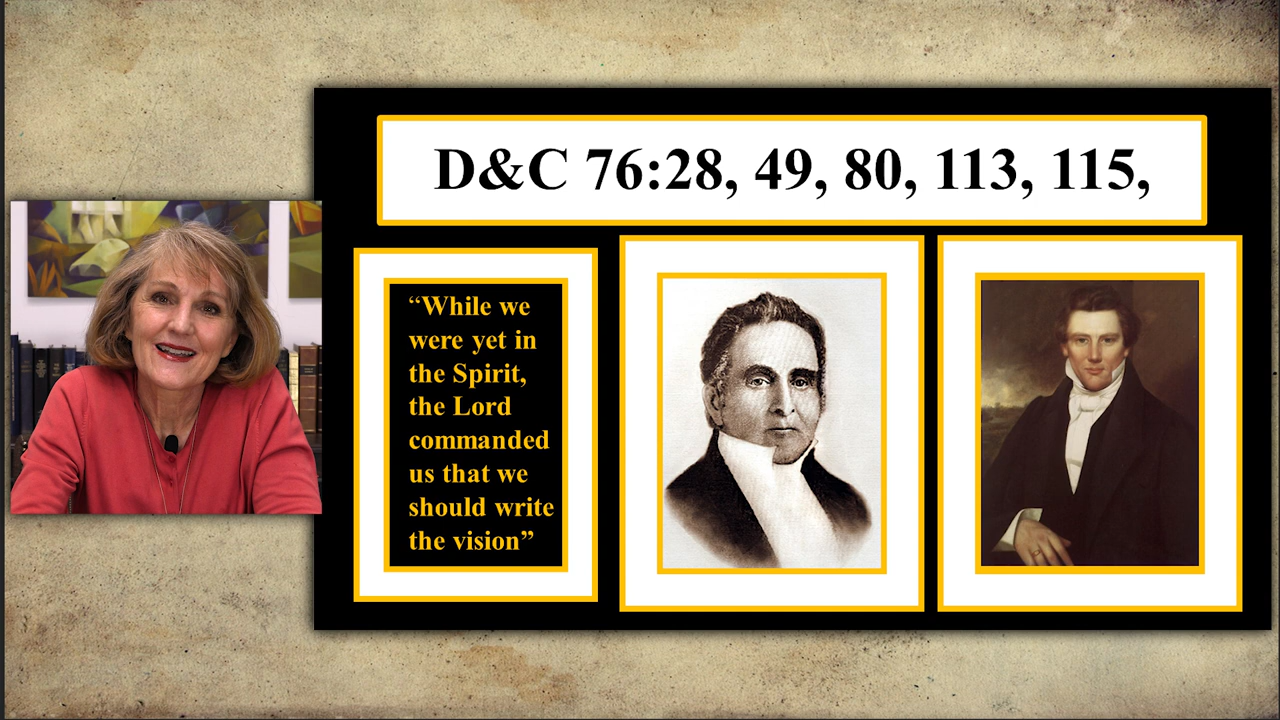 D&C 76:28, 49, 80, 113, 115,
“While we
were yet in
the Spirit,
the Lord
commanded
us that we
should write
the vision”